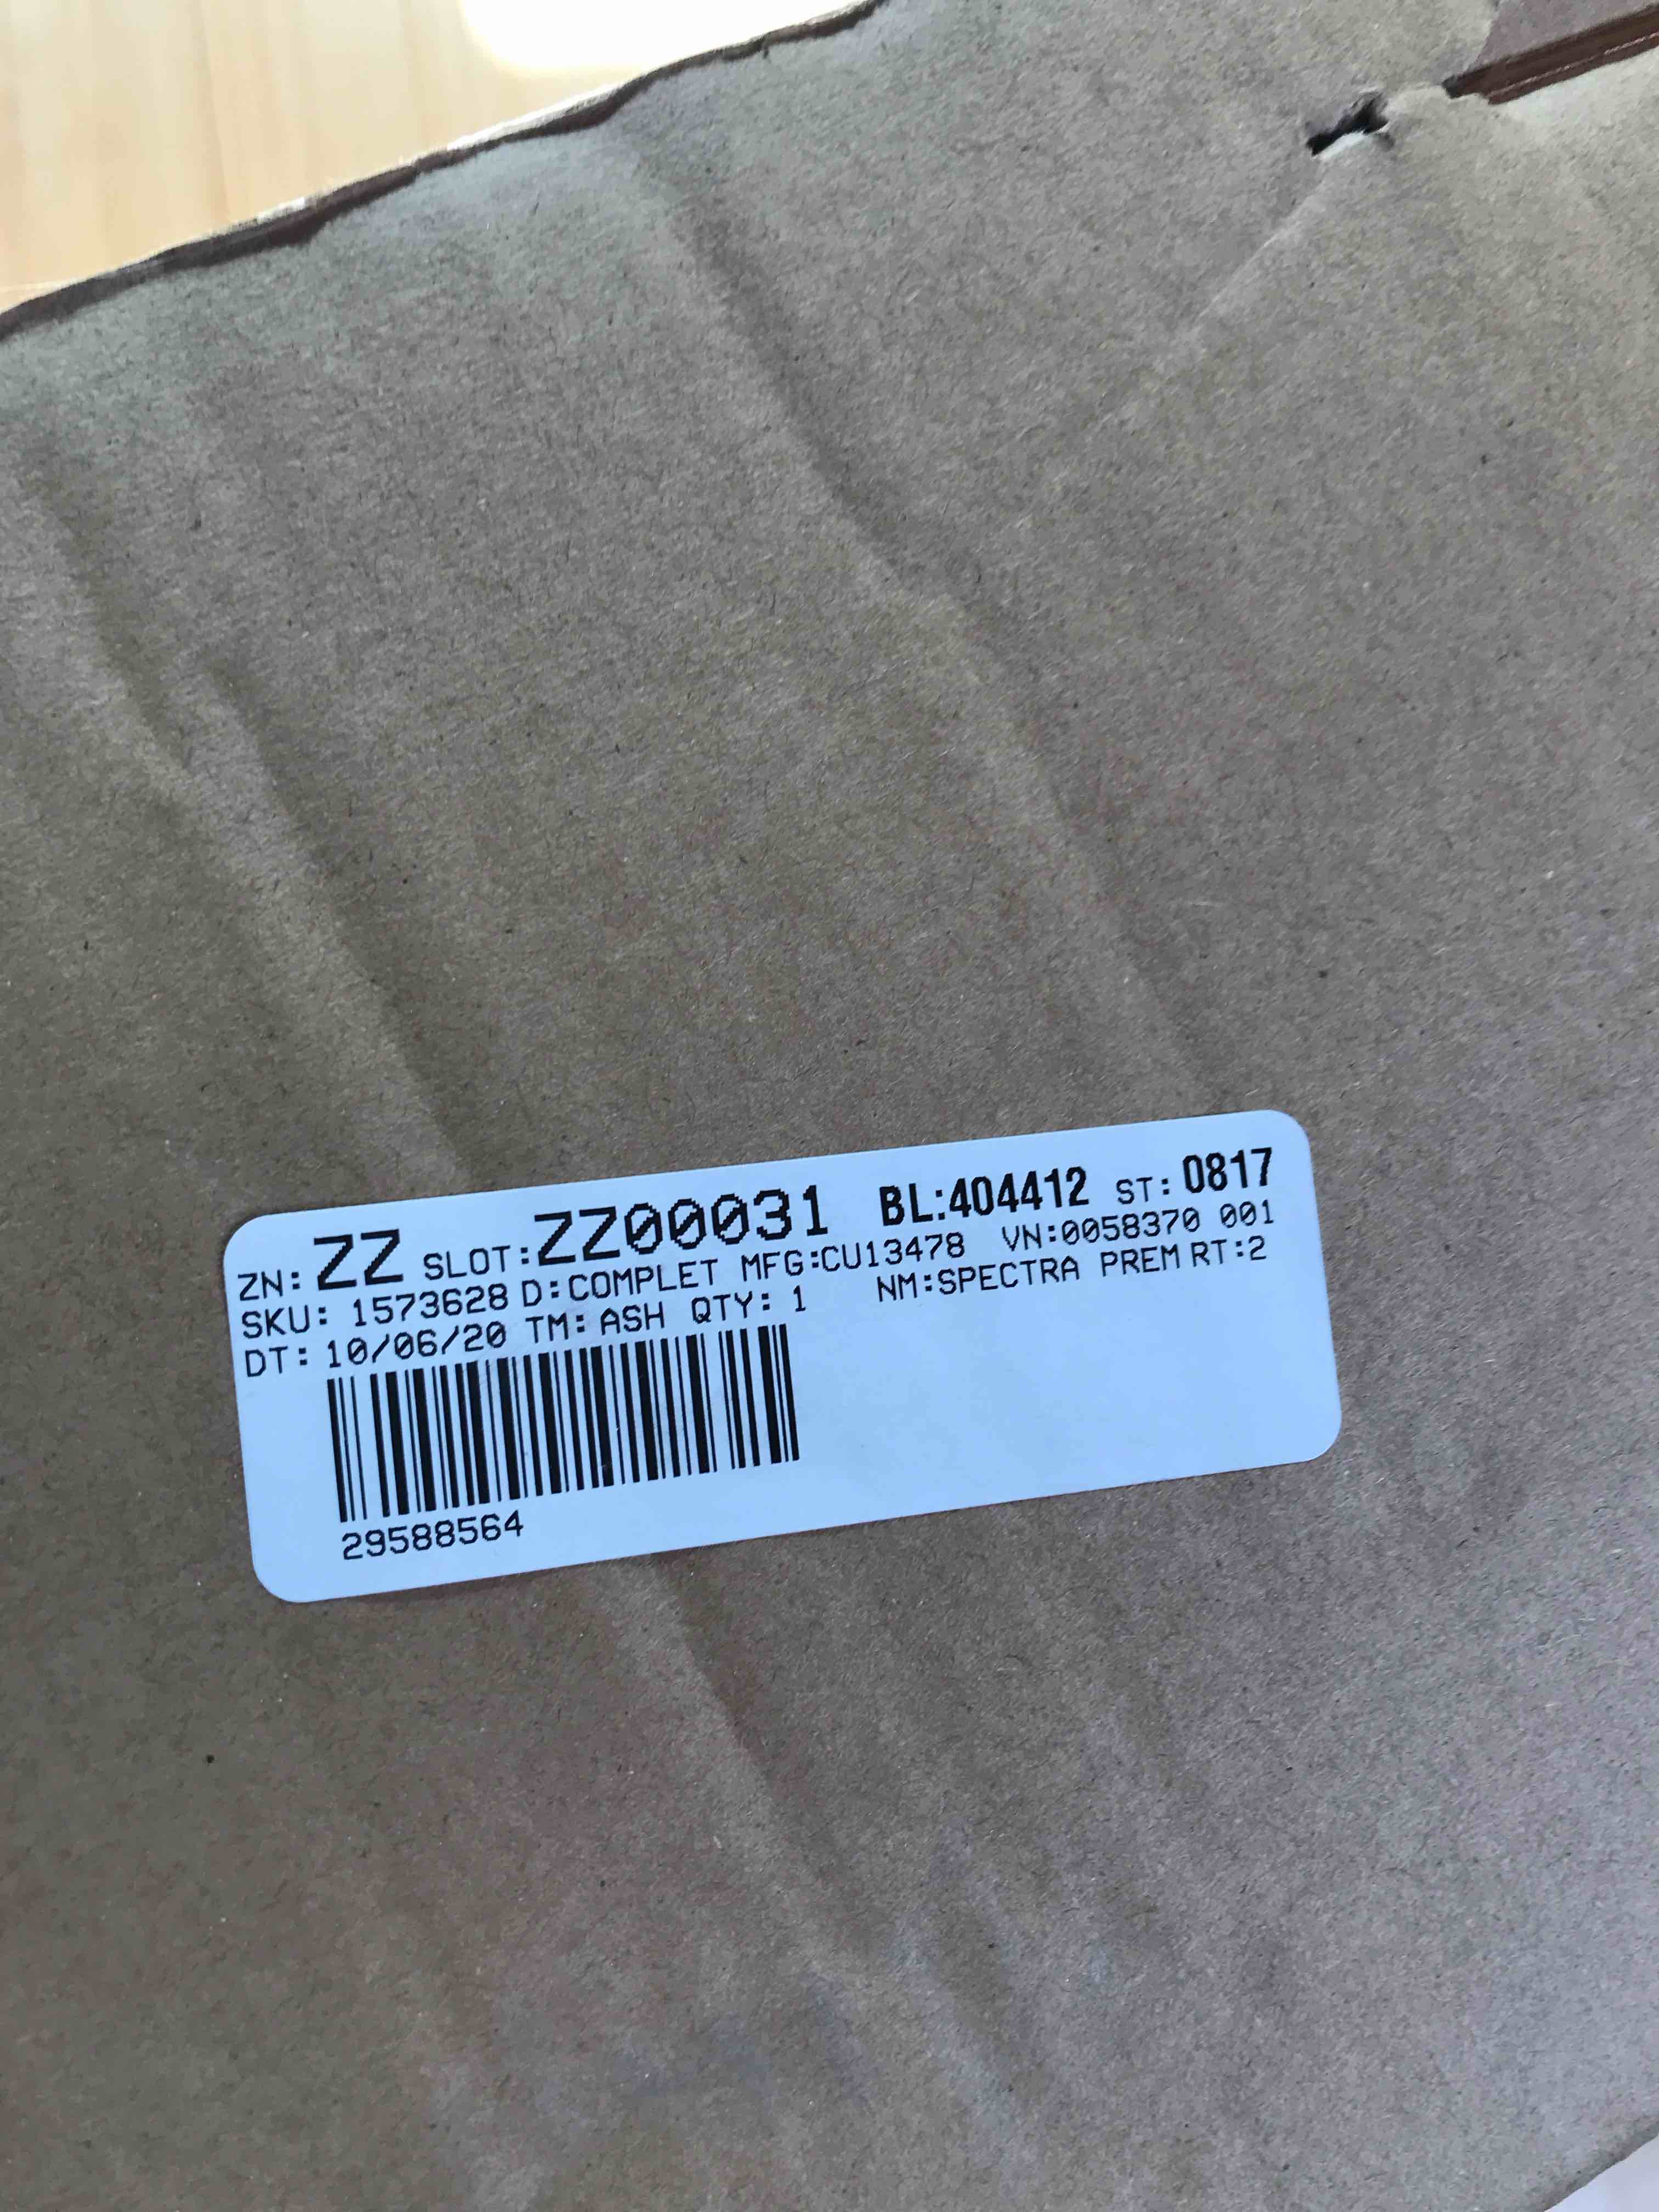 ZN: ZZ SLOT:ZZ00031 BL:404412 ST: 0817
SKU: 1573628 D:COMPLET MFG:CU13478 VN:0058370 001
DT: 10/06/20 TM: ASH QTY: 1 NM:SPECTRA PREM RT:2
29588564